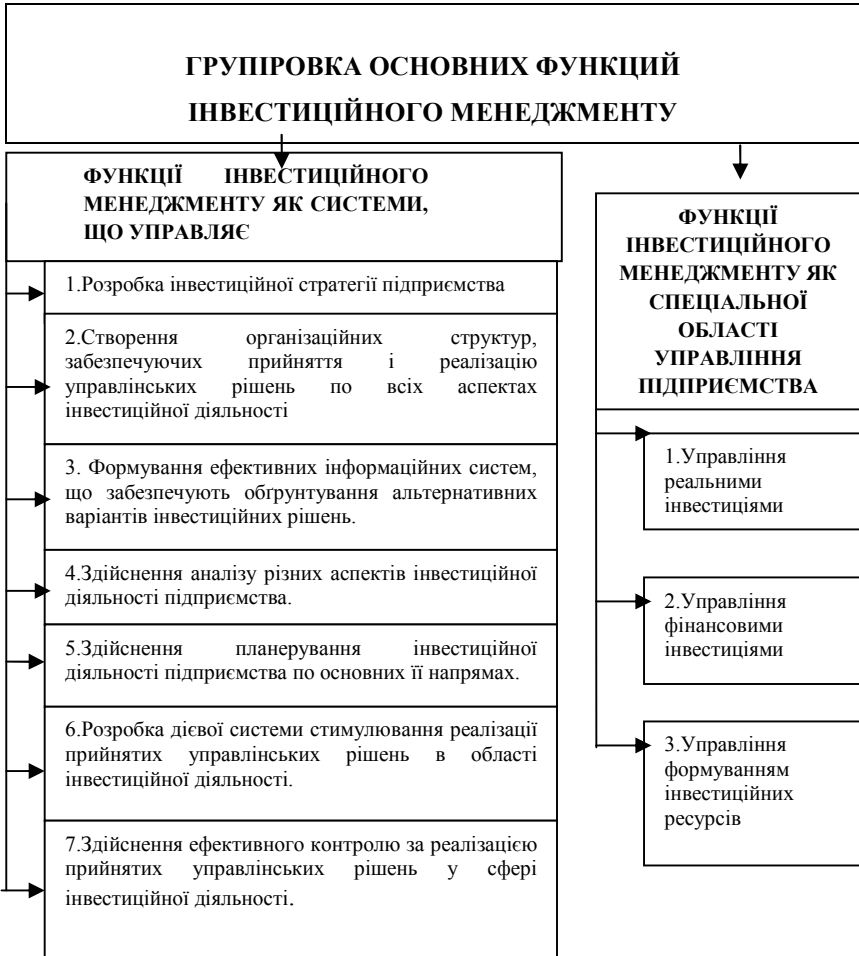 ГРУПІРОВКА ОСНОВНИХ ФУНКЦИЙ
ІНВЕСТИЦІЙНОГО МЕНЕДЖМЕНТУ
ФУНКЦІЇ ІНВЕСТИЦІЙНОГО
МЕНЕДЖМЕНТУ ЯК СИСТЕМИ,
ЩО УПРАВЛЯЄ
1.Розробка інвестиційної стратегії підприємства
2.Створення організаційних структур,
забезпечуючих прийняття і реалізацію
управлінських рішень по всіх аспектах
інвестиційної діяльності
3. Формування ефективних інформаційних систем,
що забезпечують обґрунтування альтернативних
варіантів інвестиційних рішень.
4.Здійснення аналізу різних аспектів інвестиційної
діяльності підприємства.
5.Здійснення планерування інвестиційної
діяльності підприємства по основних її напрямах.
6.Розробка дієвої системи стимулювання реалізації
прийнятих управлінських рішень в області
інвестиційної діяльності.
7.Здійснення ефективного контролю за реалізацією
прийнятих управлінських рішень у сфері
інвестиційної діяльності.
ФУНКЦІЇ
ІНВЕСТИЦІЙНОГО
МЕНЕДЖМЕНТУ ЯК
СПЕЦІАЛЬНОЇ
ОБЛАСТІ
УПРАВЛІННЯ
ПІДПРИЄМСТВА
1.Управління
реальними
інвестиціями
2.Управління
фінансовими
інвестиціями
3.Управління
формуванням
інвестиційних
ресурсів